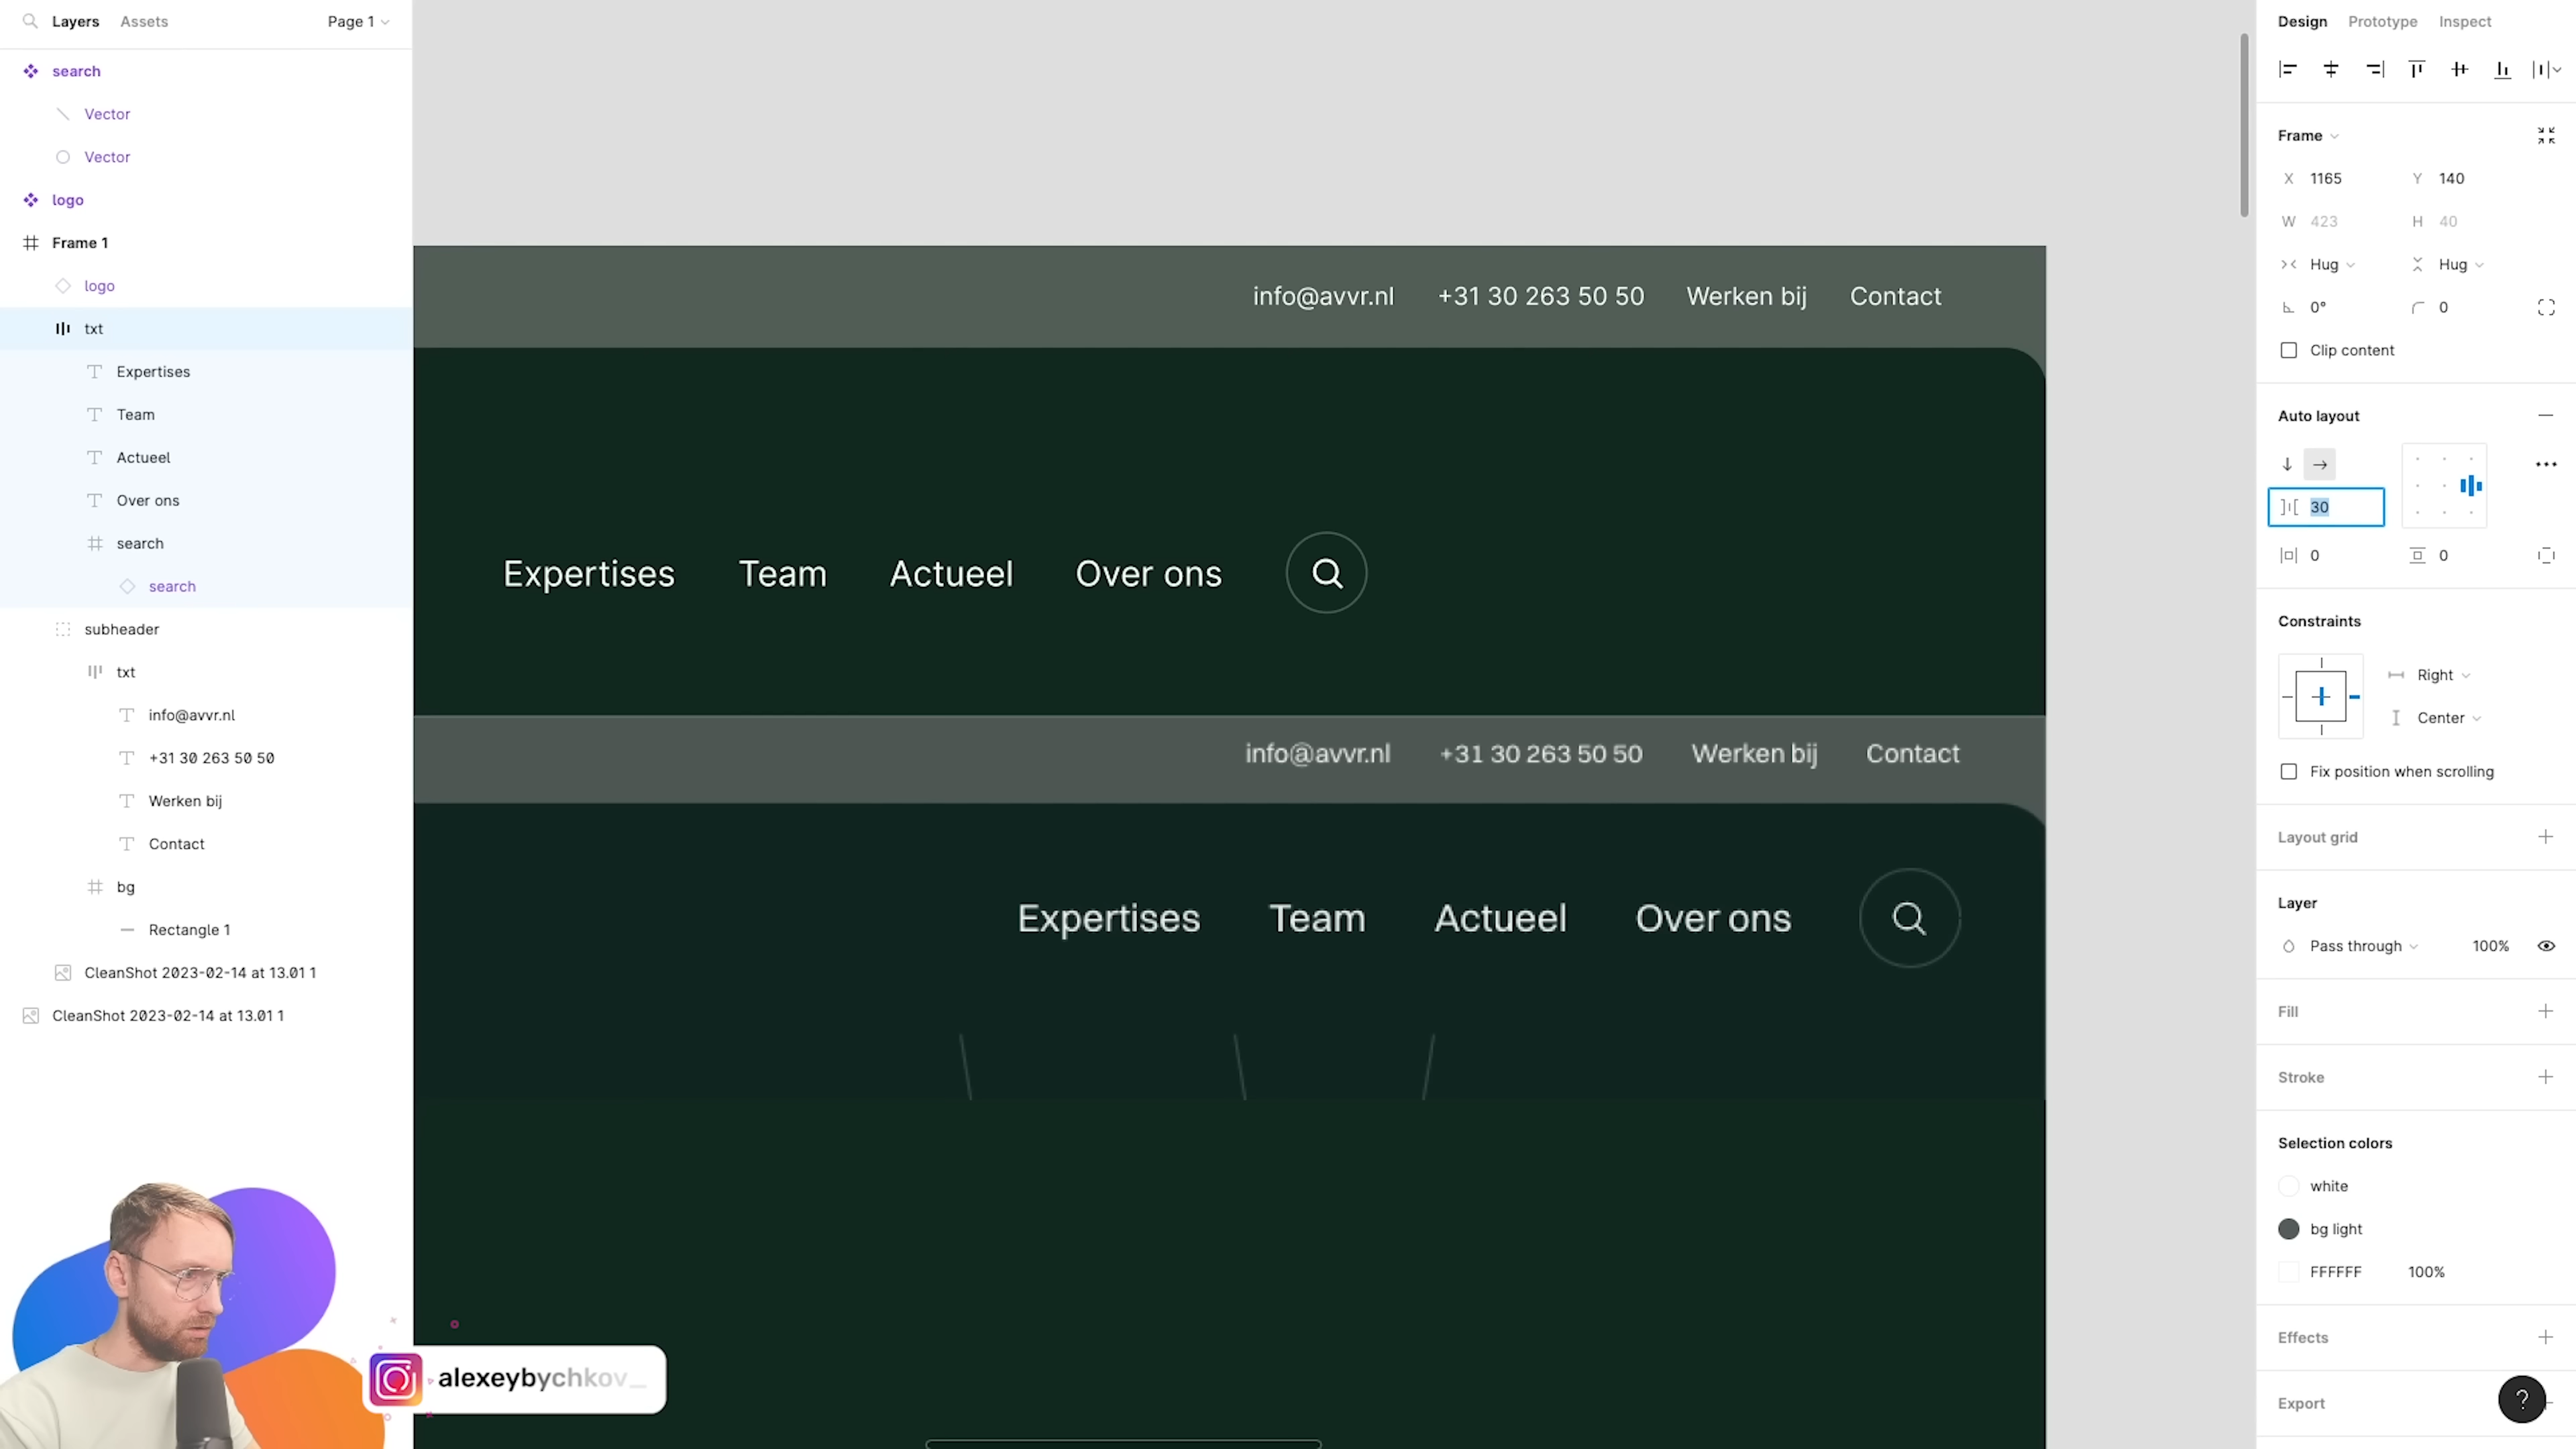 Layers Assets Page 1
search
Vector
Vector
logo
Frame 1
logo
txt
Expertises
Team
Actueel
Over ons
search
search
subheader
txt
info@avvr.nl
+31 30 263 50 50
Werken bij
Contact
bg
Rectangle 1
CleanShot 2023-02-14 at 13.01 1
CleanShot 2023-02-14 at 13.01 1
info@avvr.nl +31 30 263 50 50 Werken bij Contact
Expertises Team Actueel Over ons
info@avvr.nl +31 30 263 50 50 Werken bij Contact
Expertises Team Actueel Over ons
alexeybychkov_
Design Prototype Inspect
Frame
X 1165 Y 140
W 423 H 40
Hug Hug
0° 0
Clip content
Auto layout
30
0 0
Constraints
Right
Center
Fix position when scrolling
Layout grid
Layer
Pass through 100%
Fill
Stroke
Selection colors
white
bg light
FFFFFF 100%
Effects
Export
?